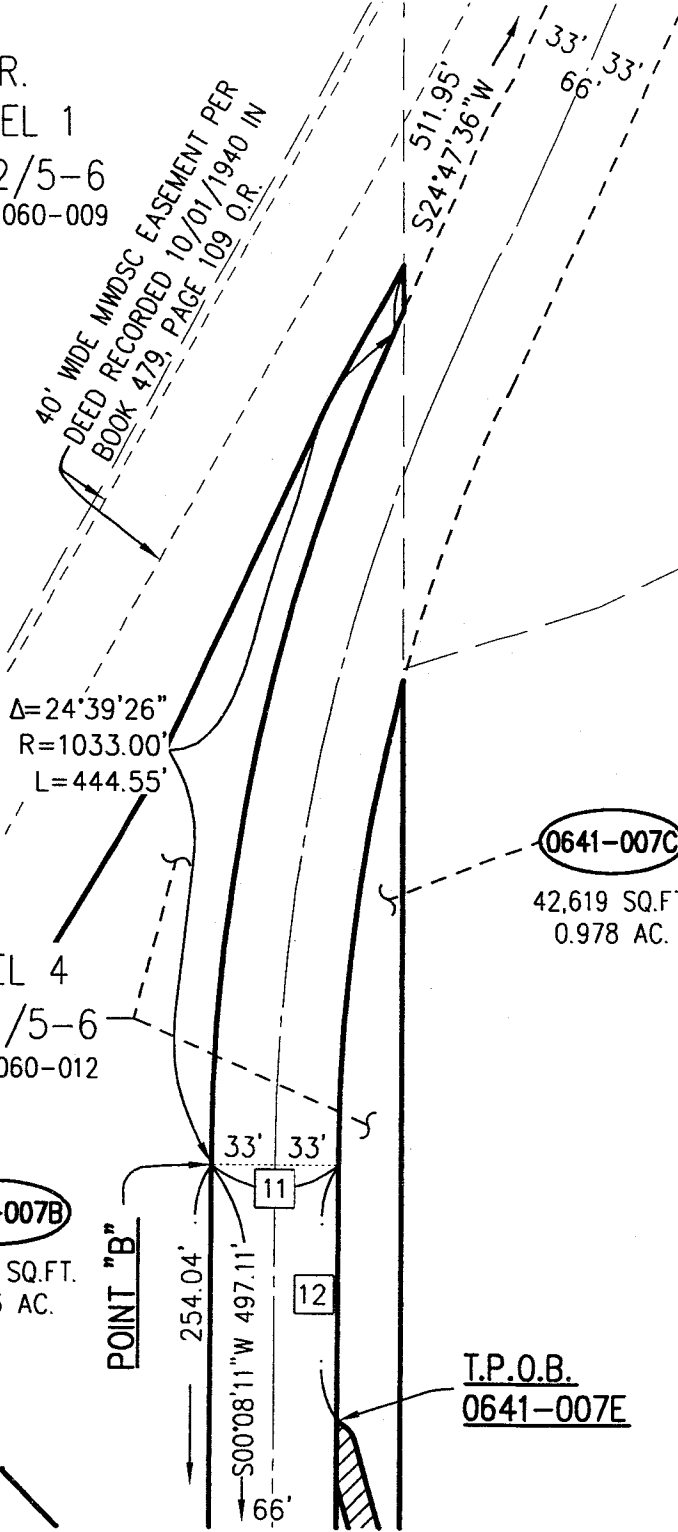 R.
EL 1
2/5-6
060-009
40' WIDE MWDSC EASEMENT PER
DEED RECORDED 10/01/1940 IN
BOOK 479, PAGE 109 O.R.
511.95'
S24°47'36"W
33' 33'
66'
Δ=24°39'26"
R=1033.00'
L=444.55'
0641-007C
42,619 SQ.FT
0.978 AC.
EL 4
/5-6
060-012
33' 33'
11
-007B
SQ.FT.
AC.
POINT "B"
254.04'
S00°08'11"W 497.11'
12
66'
T.P.O.B.
0641-007E